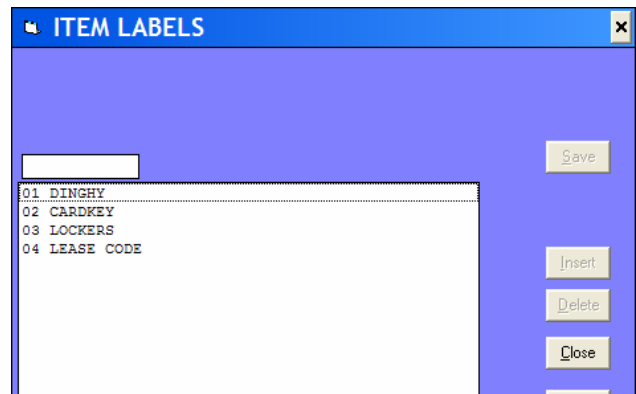 ITEM LABELS
Save
01 DINGHY
02 CARDKEY
03 LOCKERS
04 LEASE CODE
Insert
Delete
Close